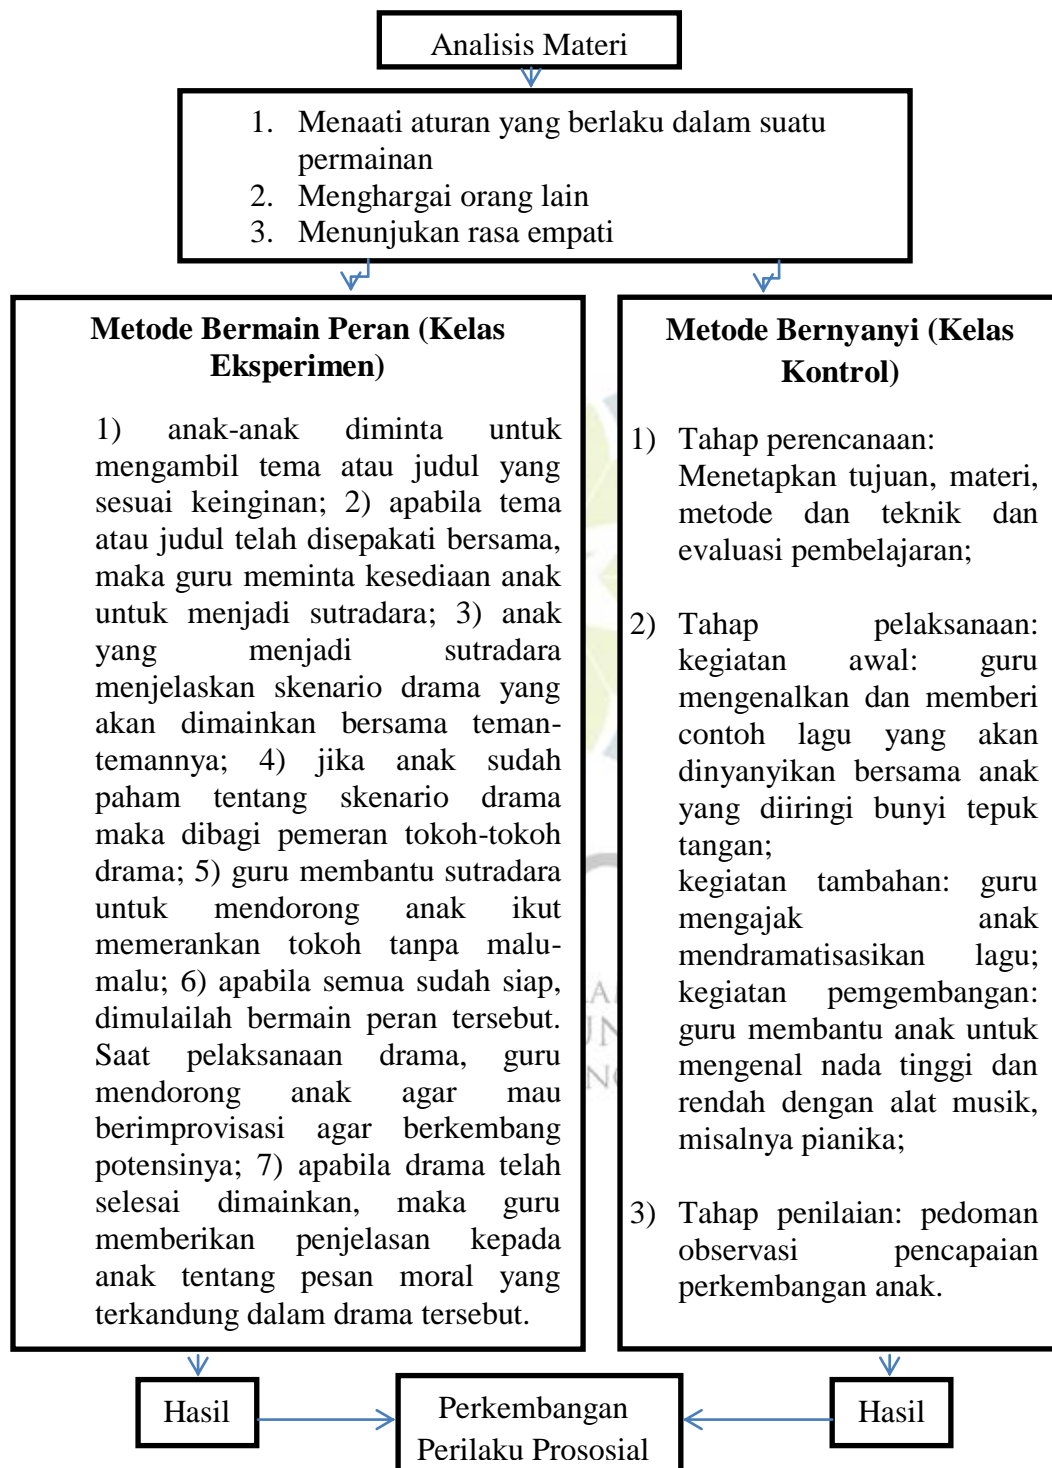 Analisis Materi
1. Menaati aturan yang berlaku dalam suatu
permainan
2. Menghargai orang lain
3. Menunjukan rasa empati
Metode Bermain Peran (Kelas
Eksperimen)
1) anak-anak diminta untuk
mengambil tema atau judul yang
sesuai keinginan; 2) apabila tema
atau judul telah disepakati bersama,
maka guru meminta kesediaan anak
untuk menjadi sutradara; 3) anak
yang menjadi sutradara
menjelaskan skenario drama yang
akan dimainkan bersama teman-
temannya; 4) jika anak sudah
paham tentang skenario drama
maka dibagi pemeran tokoh-tokoh
drama; 5) guru membantu sutradara
untuk mendorong anak ikut
memerankan tokoh tanpa malu-
malu; 6) apabila semua sudah siap,
dimulailah bermain peran tersebut.
Saat pelaksanaan drama, guru
mendorong anak agar mau
berimprovisasi agar berkembang
potensinya; 7) apabila drama telah
selesai dimainkan, maka guru
memberikan penjelasan kepada
anak tentang pesan moral yang
terkandung dalam drama tersebut.
Metode Bernyanyi (Kelas
Kontrol)
1) Tahap perencanaan:
Menetapkan tujuan, materi,
metode dan teknik dan
evaluasi pembelajaran;
2) Tahap pelaksanaan:
kegiatan awal: guru
mengenalkan dan memberi
contoh lagu yang akan
dinyanyikan bersama anak
yang diiringi bunyi tepuk
tangan;
kegiatan tambahan: guru
mengajak anak
mendramatisasikan lagu;
kegiatan pemgembangan:
guru membantu anak untuk
mengenal nada tinggi dan
rendah dengan alat musik,
misalnya pianika;
3) Tahap penilaian: pedoman
observasi pencapaian
perkembangan anak.
Hasil
Perkembangan
Perilaku Prososial
Hasil